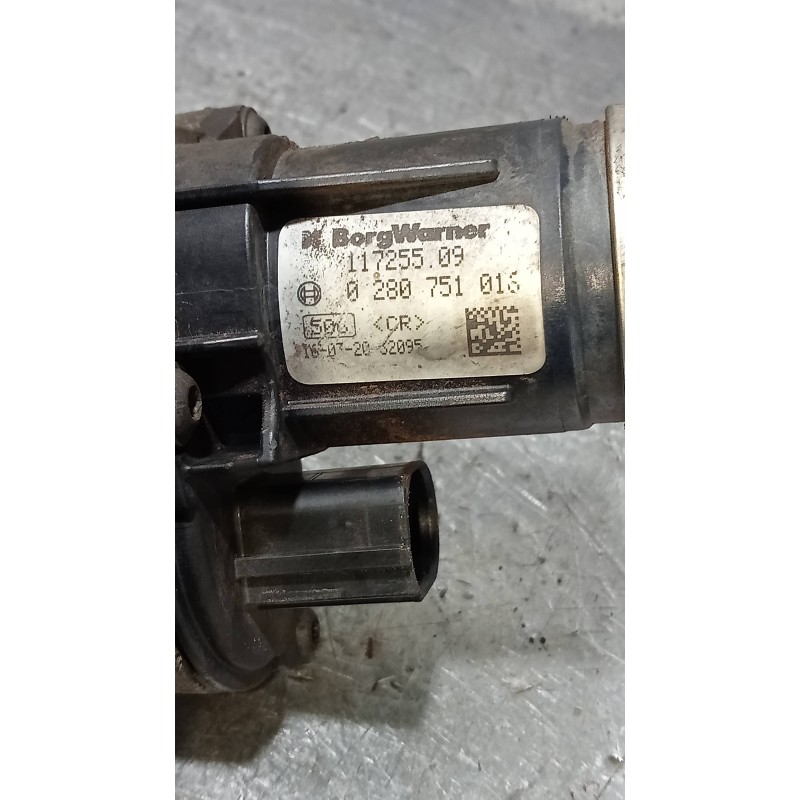 BorgWarner
117255.09
0 280 751 016
506 <CR>